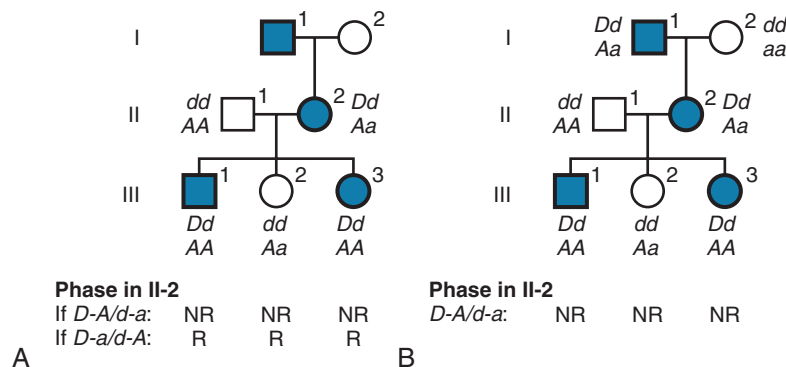 I
1
2
II
dd
AA
1
2
Dd
Aa
III
1
2
3
Dd
dd
Dd
AA
Aa
AA
Phase in II-2
If D-A/d-a: NR NR NR
If D-a/d-A: R R R
A
I
Dd
Aa
1
2
dd
aa
II
dd
AA
1
2
Dd
Aa
III
1
2
3
Dd
dd
Dd
AA
Aa
AA
Phase in II-2
D-A/d-a: NR NR NR
B